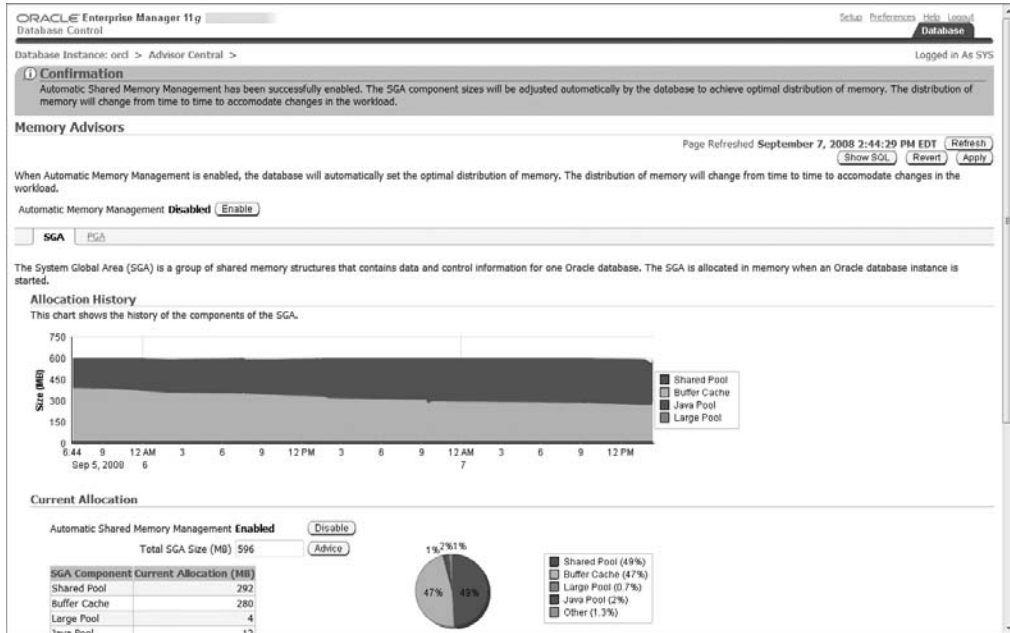 ORACLE Enterprise Manager 11g
Database Control
Setup Preferences Help Logout
Database
Database Instance: orcl > Advisor Central >
Logged in As SYS
Confirmation
Automatic Shared Memory Management has been successfully enabled. The SGA component sizes will be adjusted automatically by the database to achieve optimal distribution of memory. The distribution of
memory will change from time to time to accomodate changes in the workload.
Memory Advisors
Page Refreshed September 7, 2008 2:44:29 PM EDT Refresh
Show SQL Revert Apply
When Automatic Memory Management is enabled, the database will automatically set the optimal distribution of memory. The distribution of memory will change from time to time to accomodate changes in the
workload.
Automatic Memory Management Disabled Enable
SGA PGA
The System Global Area (SGA) is a group of shared memory structures that contains data and control information for one Oracle database. The SGA is allocated in memory when an Oracle database instance is
started.
Allocation History
This chart shows the history of the components of the SGA.
Size (MB)
750
600
450
300
150
0
6:44 9 12 AM 3 6 9 12 PM 3 6 9 12 AM 3 6 9 12 PM
Sep 5, 2008 6 7
Shared Pool
Buffer Cache
Java Pool
Large Pool
Current Allocation
Automatic Shared Memory Management Enabled Disable
Total SGA Size (MB) 596 Advice
SGA Component Current Allocation (MB)
Shared Pool 292
Buffer Cache 280
Large Pool 4
Java Pool 12
1% 2% 1%
47% 49%
Shared Pool (49%)
Buffer Cache (47%)
Large Pool (0.7%)
Java Pool (2%)
Other (1.3%)